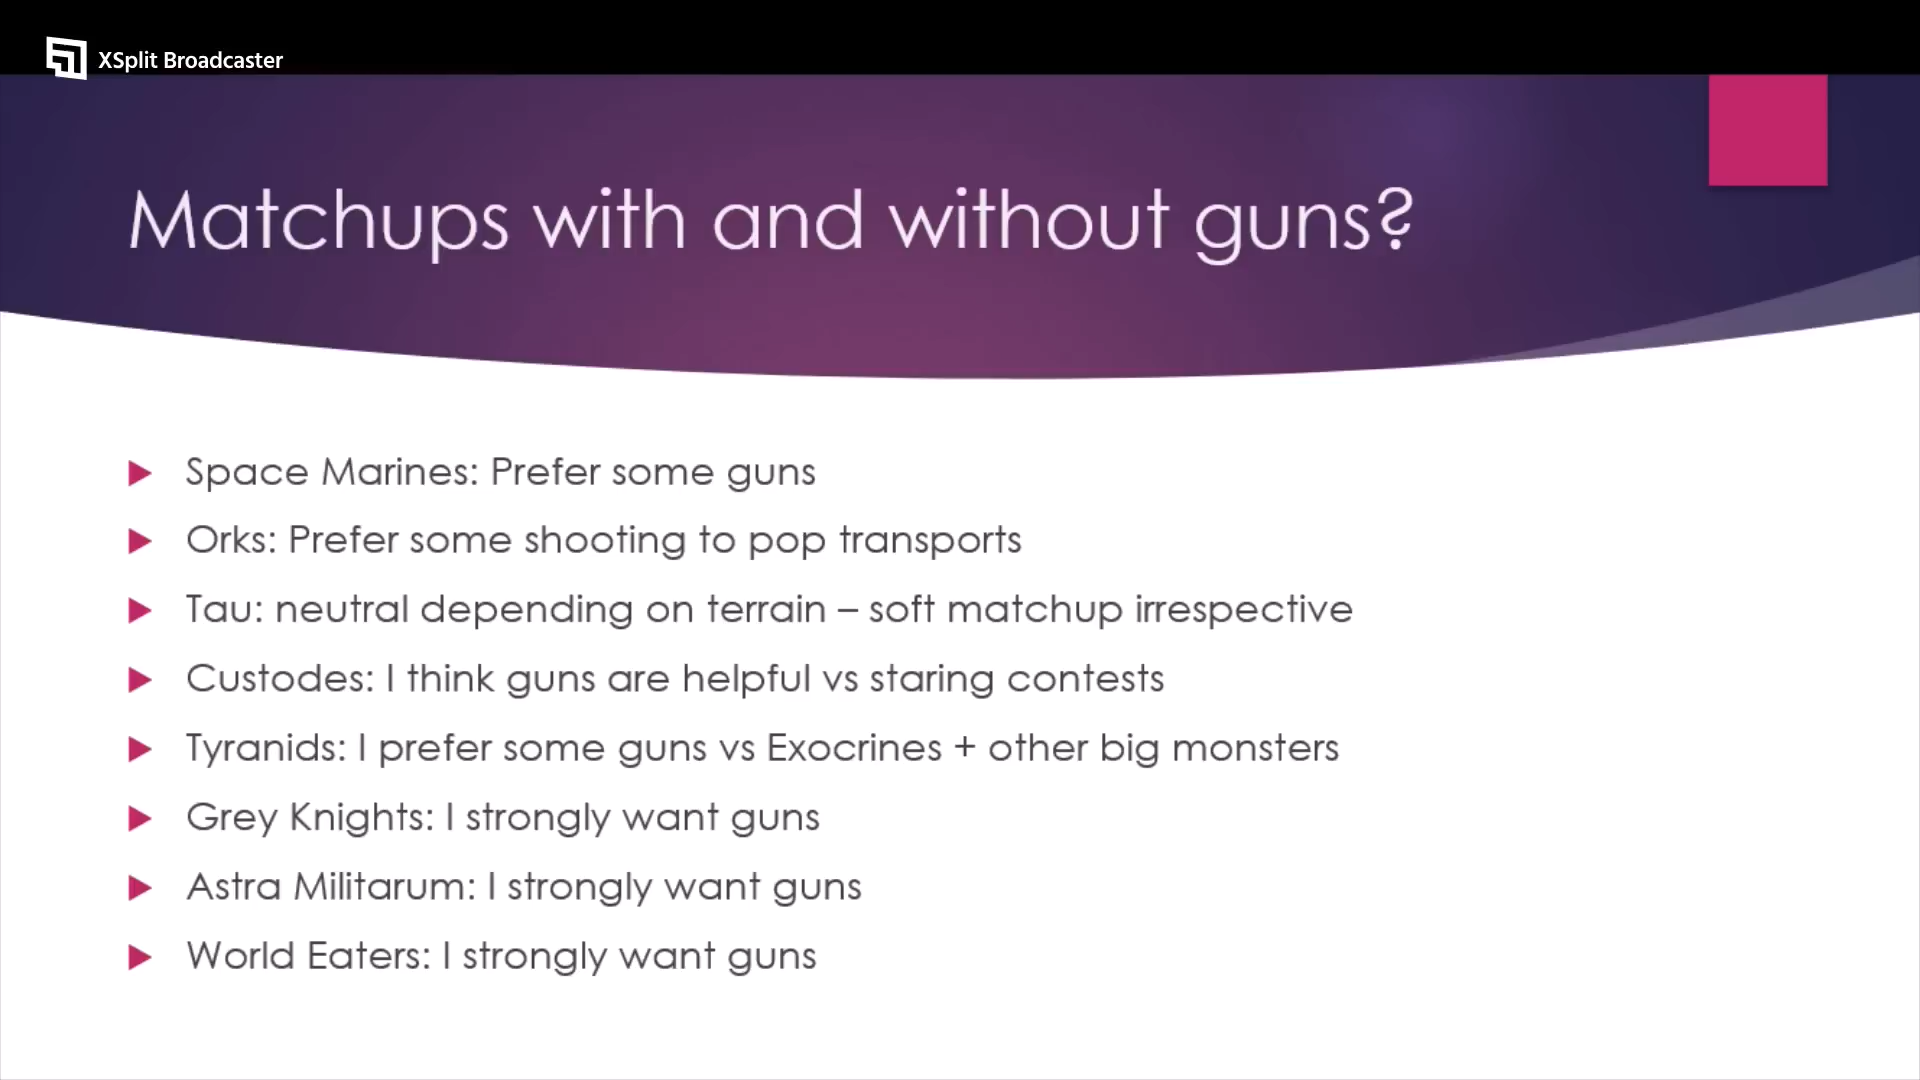 XSplit Broadcaster
Matchups with and without guns?
Space Marines: Prefer some guns
Orks: Prefer some shooting to pop transports
Tau: neutral depending on terrain – soft matchup irrespective
Custodes: I think guns are helpful vs staring contests
Tyranids: I prefer some guns vs Exocrines + other big monsters
Grey Knights: I strongly want guns
Astra Militarum: I strongly want guns
World Eaters: I strongly want guns